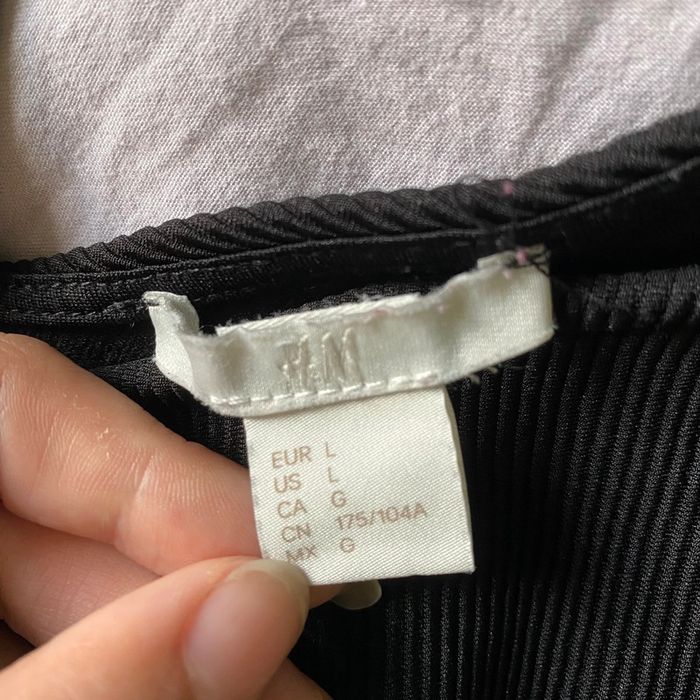 H&M
EUR L
US L
CA G
CN 175/104A
MX G